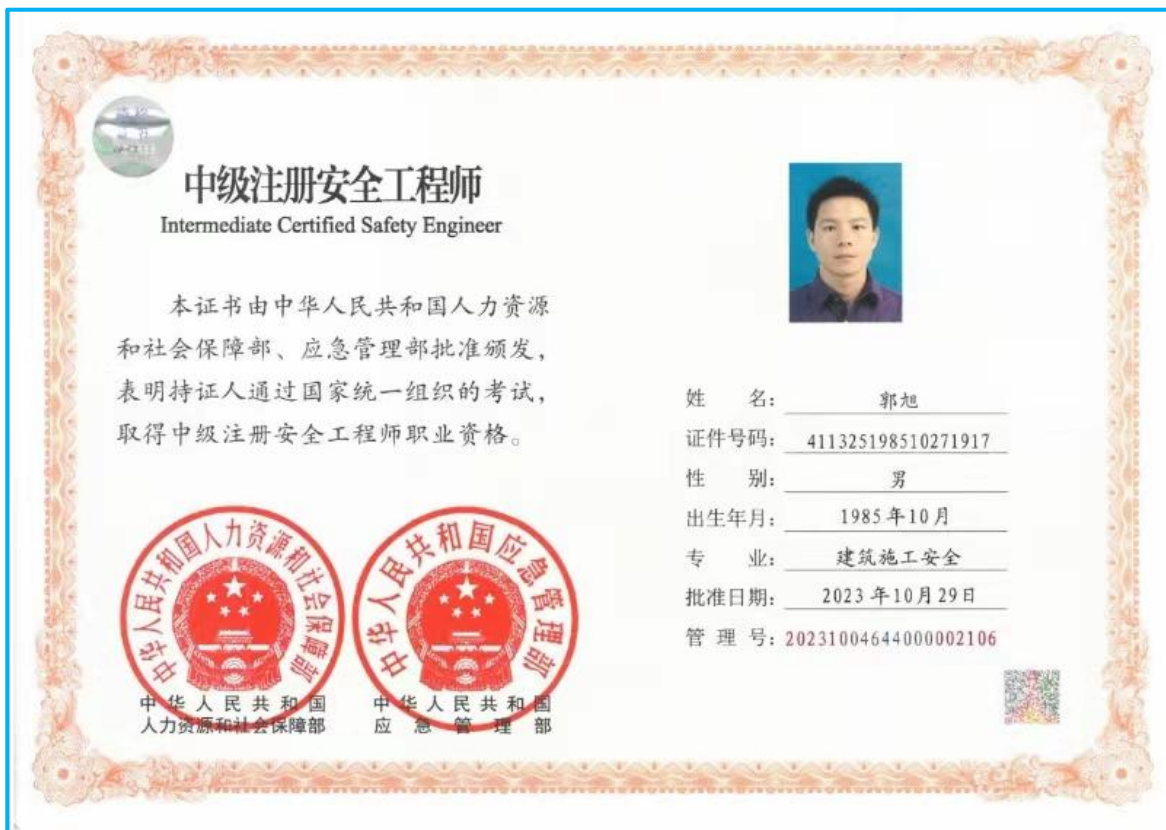 中级注册安全工程师
Intermediate Certified Safety Engineer
本证书由中华人民共和国人力资源
和社会保障部、应急管理部批准颁发，
表明持证人通过国家统一组织的考试，
取得中级注册安全工程师职业资格。
中华人民共和国人力资源和社会保障部
中华人民共和国应急管理部
中华人民共和国
人力资源和社会保障部
中华人民共和国
应急管理部
姓名：郭旭
证件号码：411325198510271917
性别：男
出生年月：1985年10月
专业：建筑施工安全
批准日期：2023年10月29日
管理号：20231004644000002106